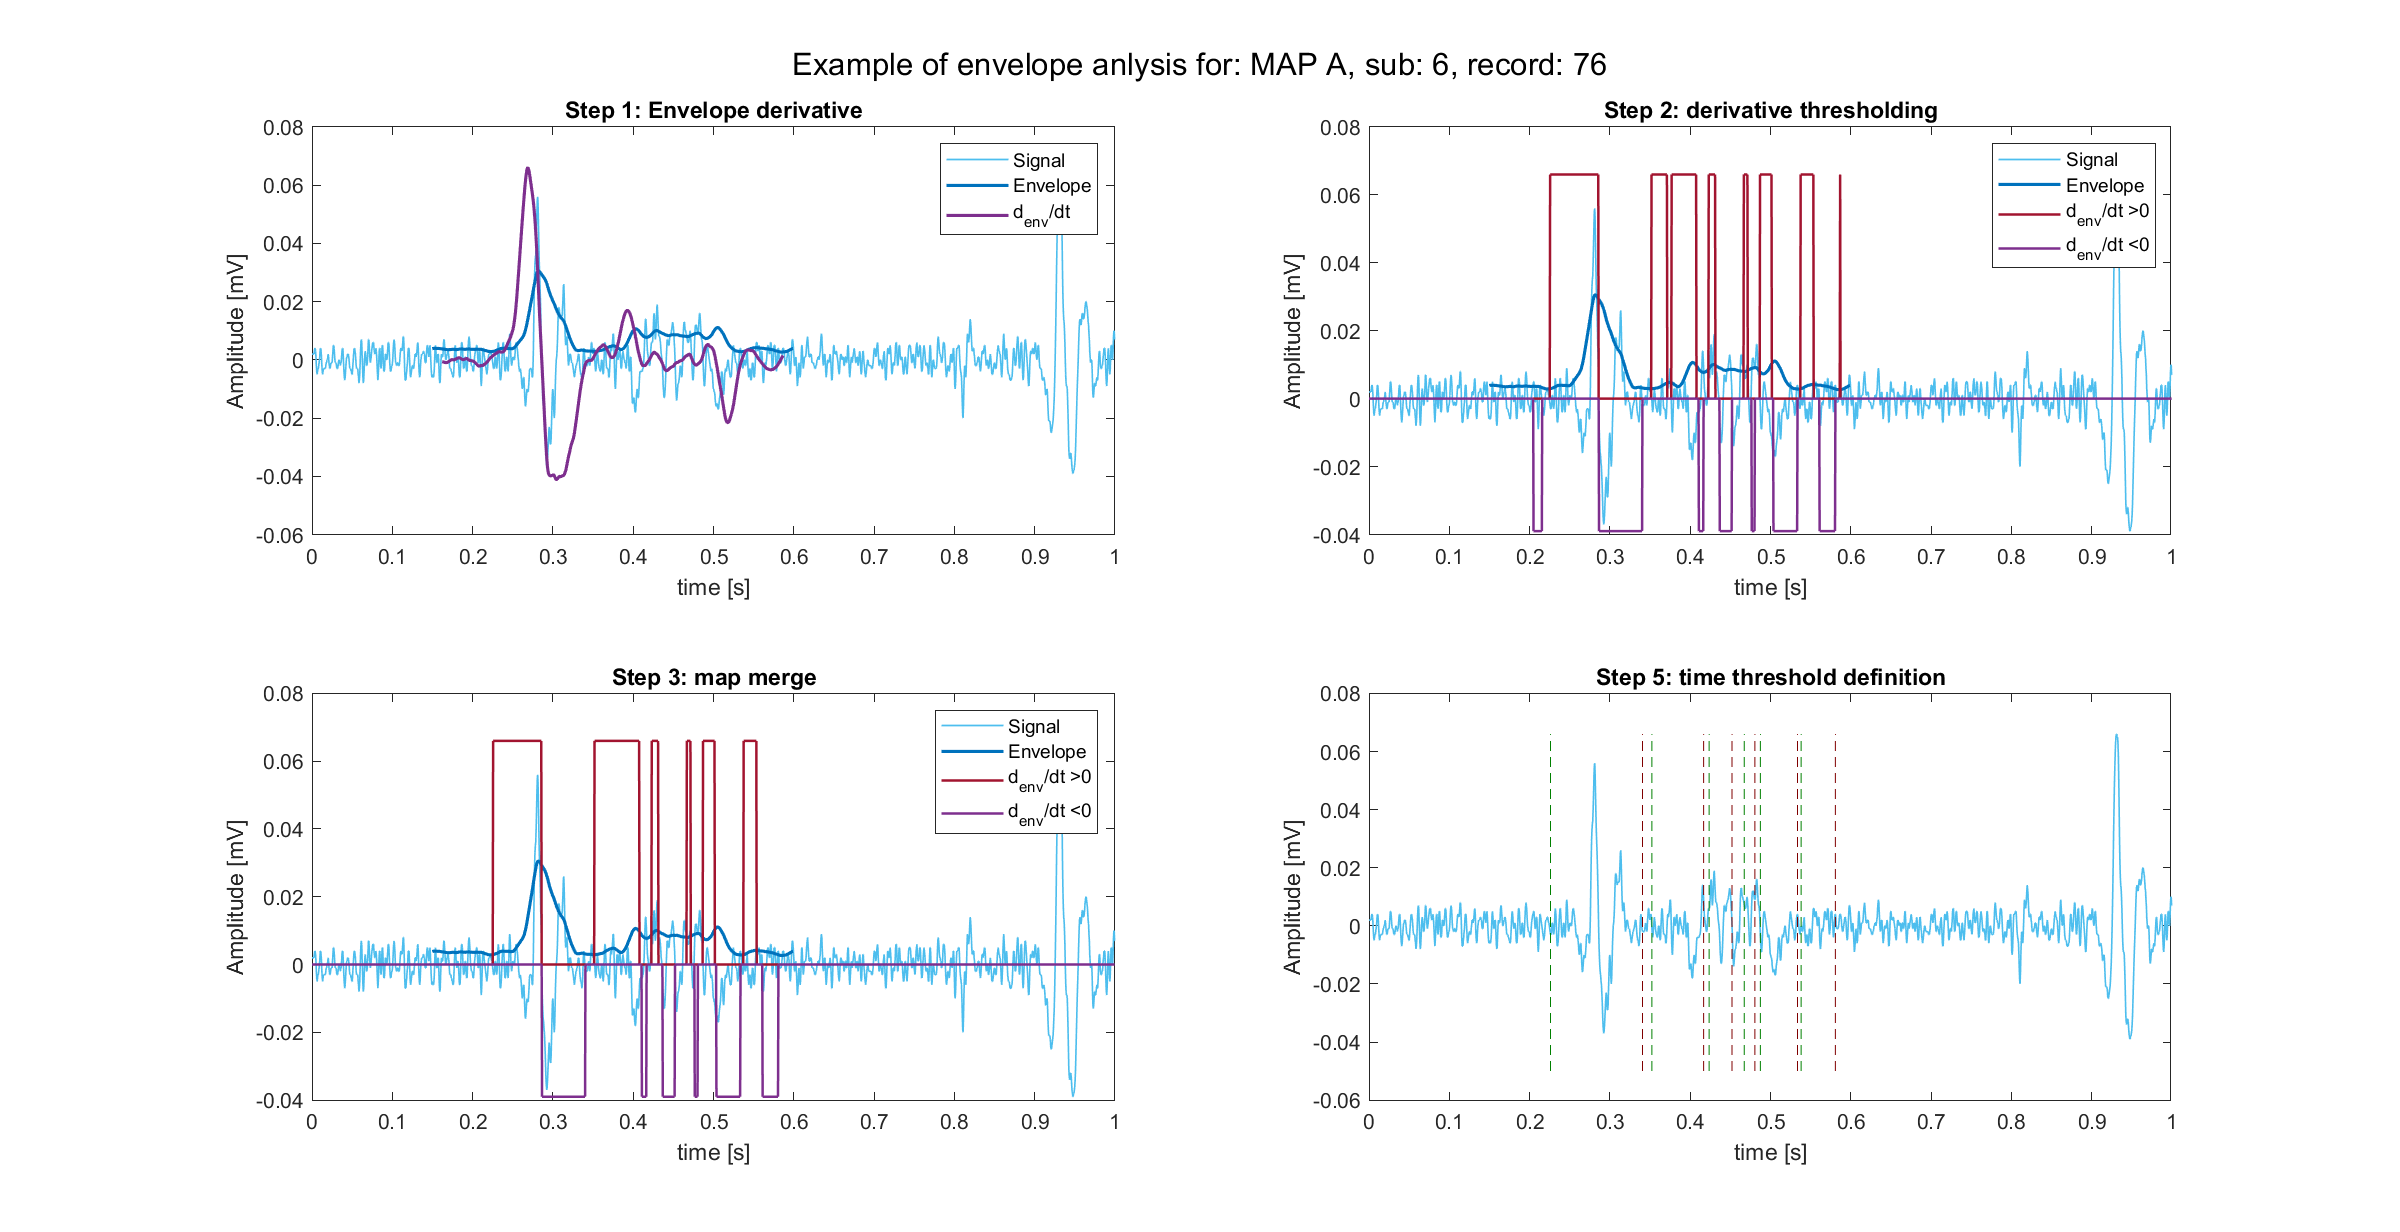 Example of envelope anlysis for: MAP A, sub: 6, record: 76
Step 1: Envelope derivative
0.08
0.06
0.04
0.02
0
-0.02
-0.04
-0.06
Amplitude [mV]
0 0.1 0.2 0.3 0.4 0.5 0.6 0.7 0.8 0.9 1
time [s]
Signal
Envelope
d_env/dt
Step 2: derivative thresholding
0.08
0.06
0.04
0.02
0
-0.02
-0.04
Amplitude [mV]
0 0.1 0.2 0.3 0.4 0.5 0.6 0.7 0.8 0.9 1
time [s]
Signal
Envelope
d_env/dt >0
d_env/dt <0
Step 3: map merge
0.08
0.06
0.04
0.02
0
-0.02
-0.04
Amplitude [mV]
0 0.1 0.2 0.3 0.4 0.5 0.6 0.7 0.8 0.9 1
time [s]
Signal
Envelope
d_env/dt >0
d_env/dt <0
Step 5: time threshold definition
0.08
0.06
0.04
0.02
0
-0.02
-0.04
-0.06
Amplitude [mV]
0 0.1 0.2 0.3 0.4 0.5 0.6 0.7 0.8 0.9 1
time [s]